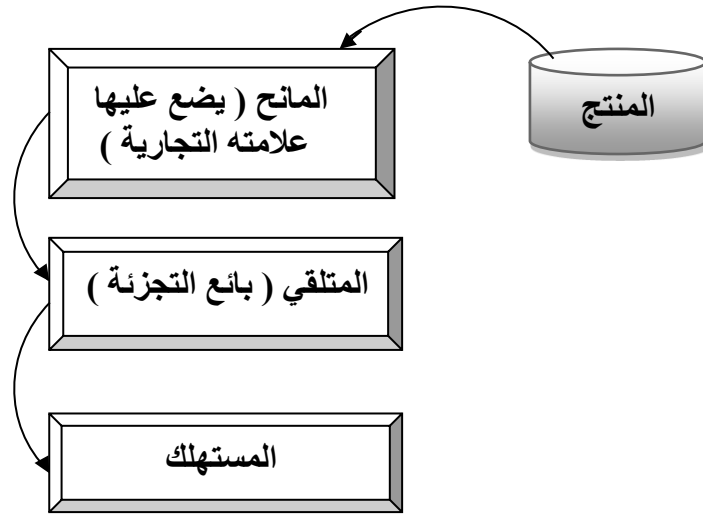 المنتج
المانح ( يضع عليها
علامته التجارية )
المتلقي ( بائع التجزئة )
المستهلك